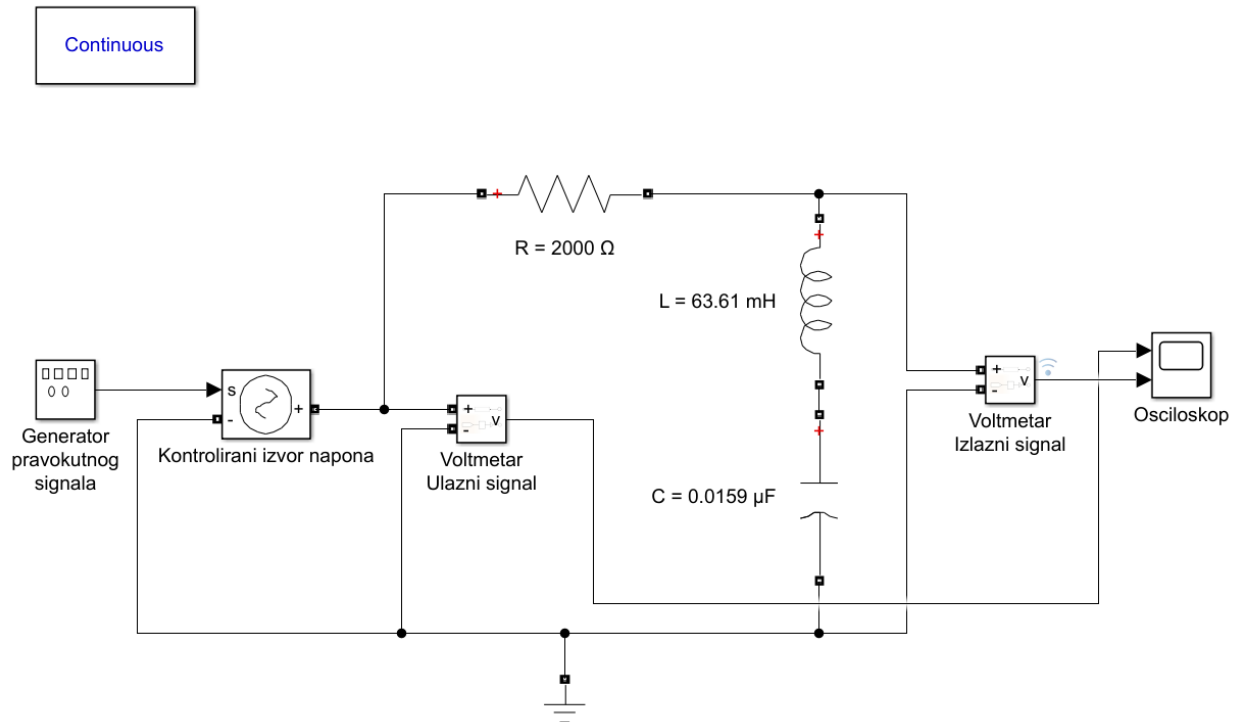 Continuous
R = 2000 Ω
L = 63.61 mH
Generator
pravokutnog
signala
s
-
+
Kontrolirani izvor napona
+
-
v
Voltmetar
Ulazni signal
C = 0.0159 µF
+
-
v
Voltmetar
Izlazni signal
Osciloskop